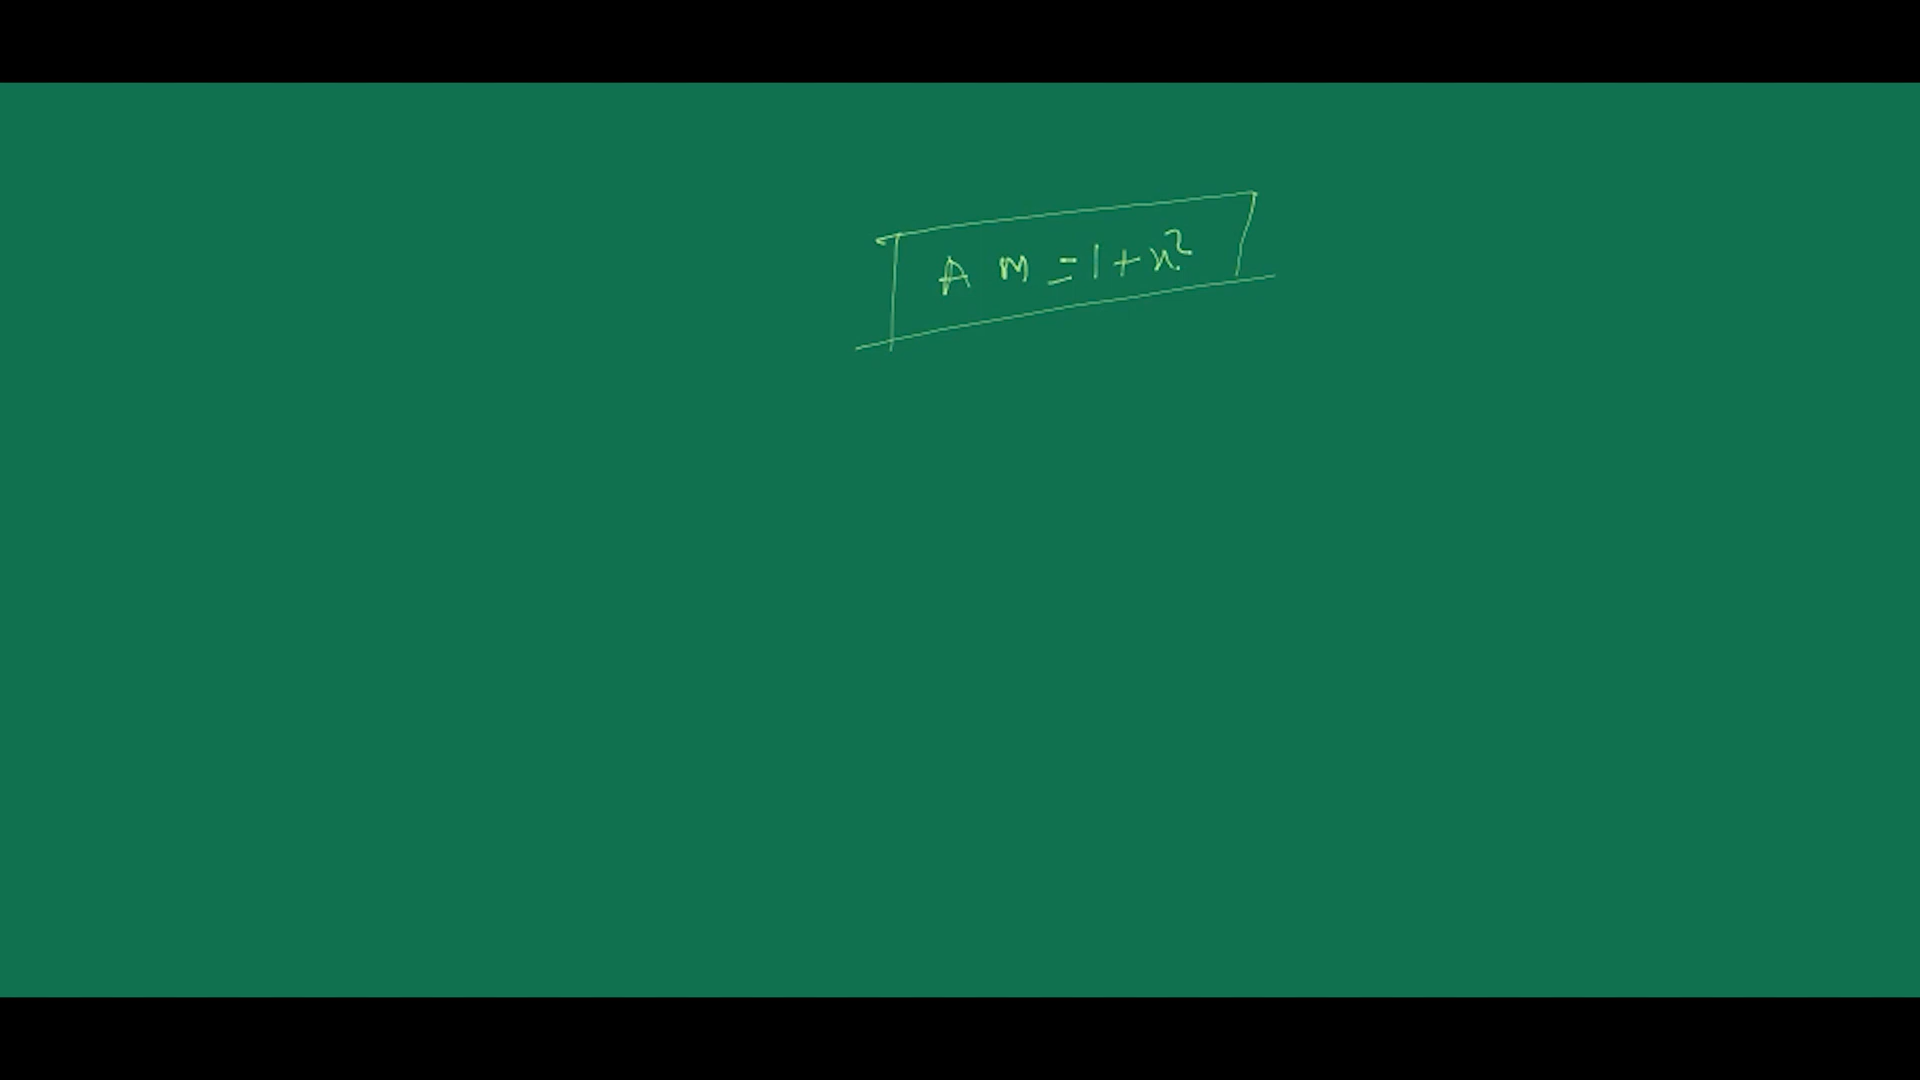 A M = 1 + x²